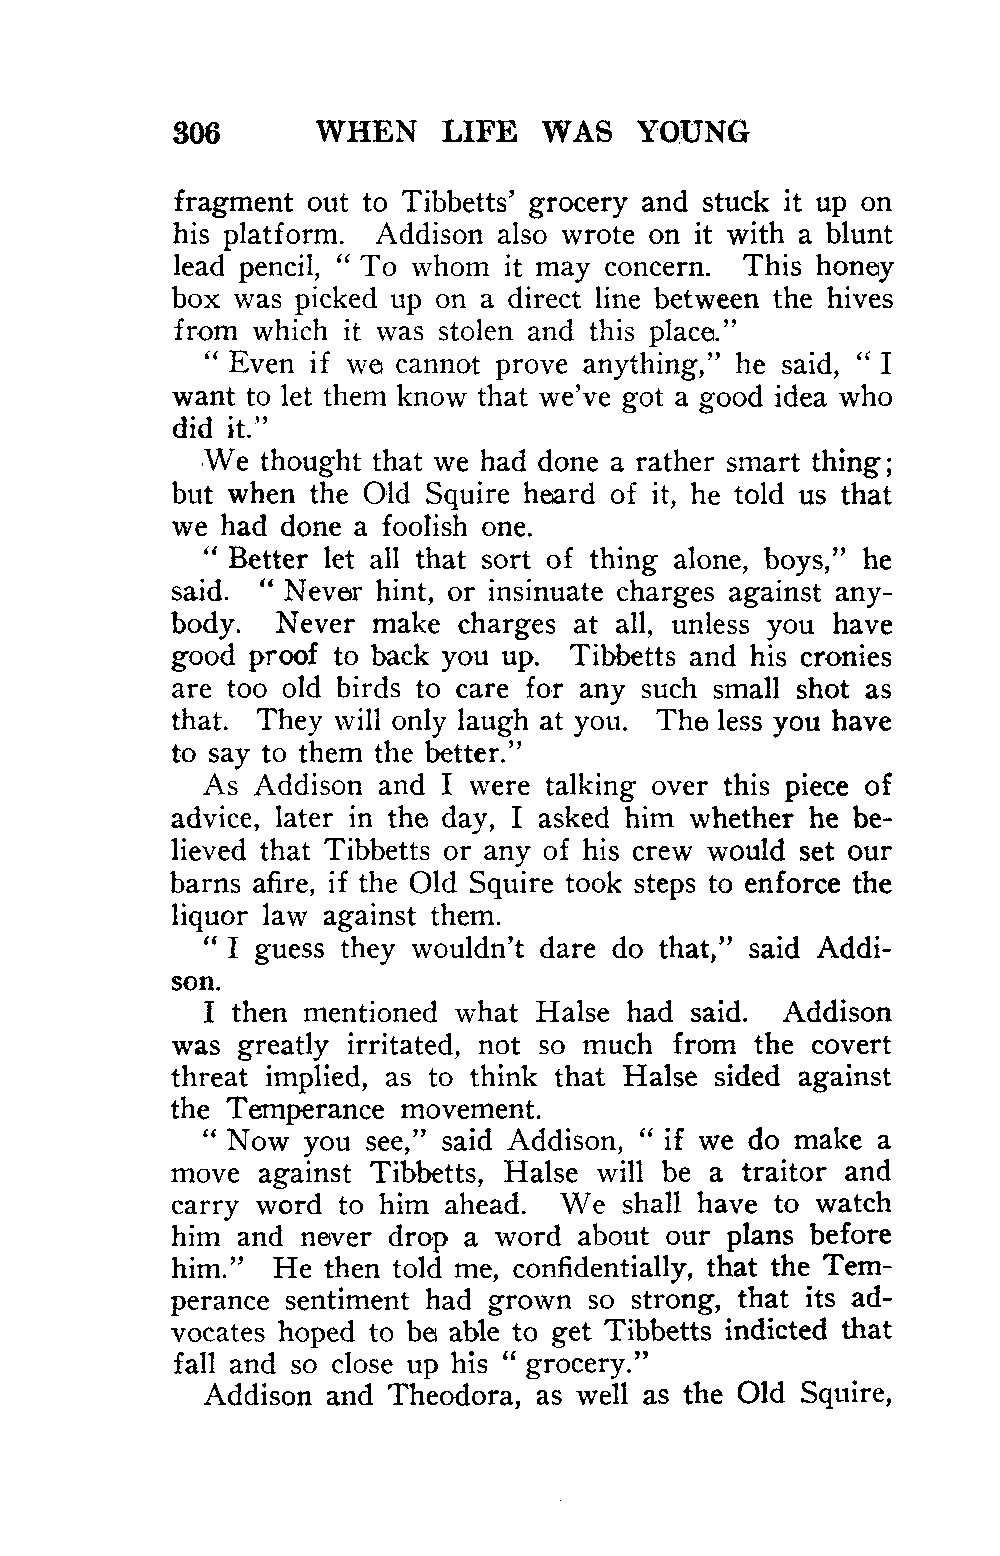 306 WHEN LIFE WAS YOUNG
fragment out to Tibbetts' grocery and stuck it up on
his platform. Addison also wrote on it with a blunt
lead pencil, " To whom it may concern. This honey
box was picked up on a direct line between the hives
from which it was stolen and this place."
" Even if we cannot prove anything," he said, " I
want to let them know that we've got a good idea who
did it."
We thought that we had done a rather smart thing;
but when the Old Squire heard of it, he told us that
we had done a foolish one.
" Better let all that sort of thing alone, boys," he
said. " Never hint, or insinuate charges against any-
body. Never make charges at all, unless you have
good proof to back you up. Tibbetts and his cronies
are too old birds to care for any such small shot as
that. They will only laugh at you. The less you have
to say to them the better."
As Addison and I were talking over this piece of
advice, later in the day, I asked him whether he be-
lieved that Tibbetts or any of his crew would set our
barns afire, if the Old Squire took steps to enforce the
liquor law against them.
" I guess they wouldn't dare do that," said Addi-
son.
I then mentioned what Halse had said. Addison
was greatly irritated, not so much from the covert
threat implied, as to think that Halse sided against
the Temperance movement.
" Now you see," said Addison, " if we do make a
move against Tibbetts, Halse will be a traitor and
carry word to him ahead. We shall have to watch
him and never drop a word about our plans before
him." He then told me, confidentially, that the Tem-
perance sentiment had grown so strong, that its ad-
vocates hoped to be able to get Tibbetts indicted that
fall and so close up his " grocery."
Addison and Theodora, as well as the Old Squire,